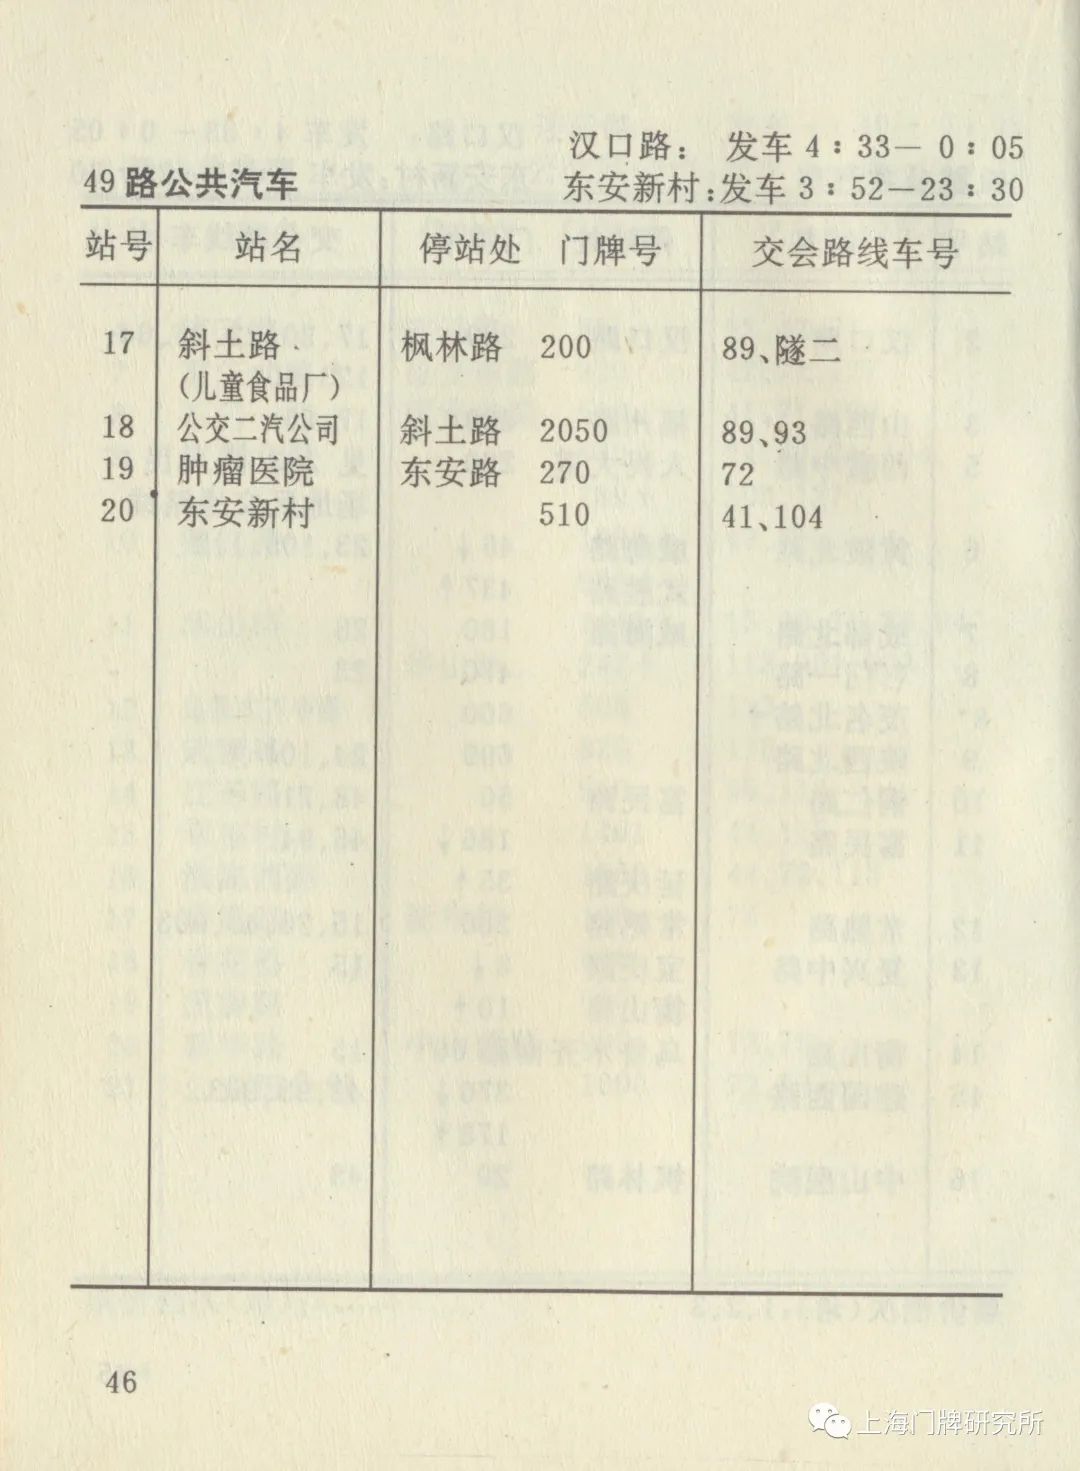 汉口路： 发车4：33—0：05
49路公共汽车
东安新村：发车3：52—23：30
站号 站名 停站处 门牌号 交会路线车号
17 斜土路 枫林路 200 89、隧二
(儿童食品厂)
18 公交二汽公司 斜土路 2050 89、93
19 肿瘤医院 东安路 270 72
20 东安新村 510 41、104
46
上海门牌研究所